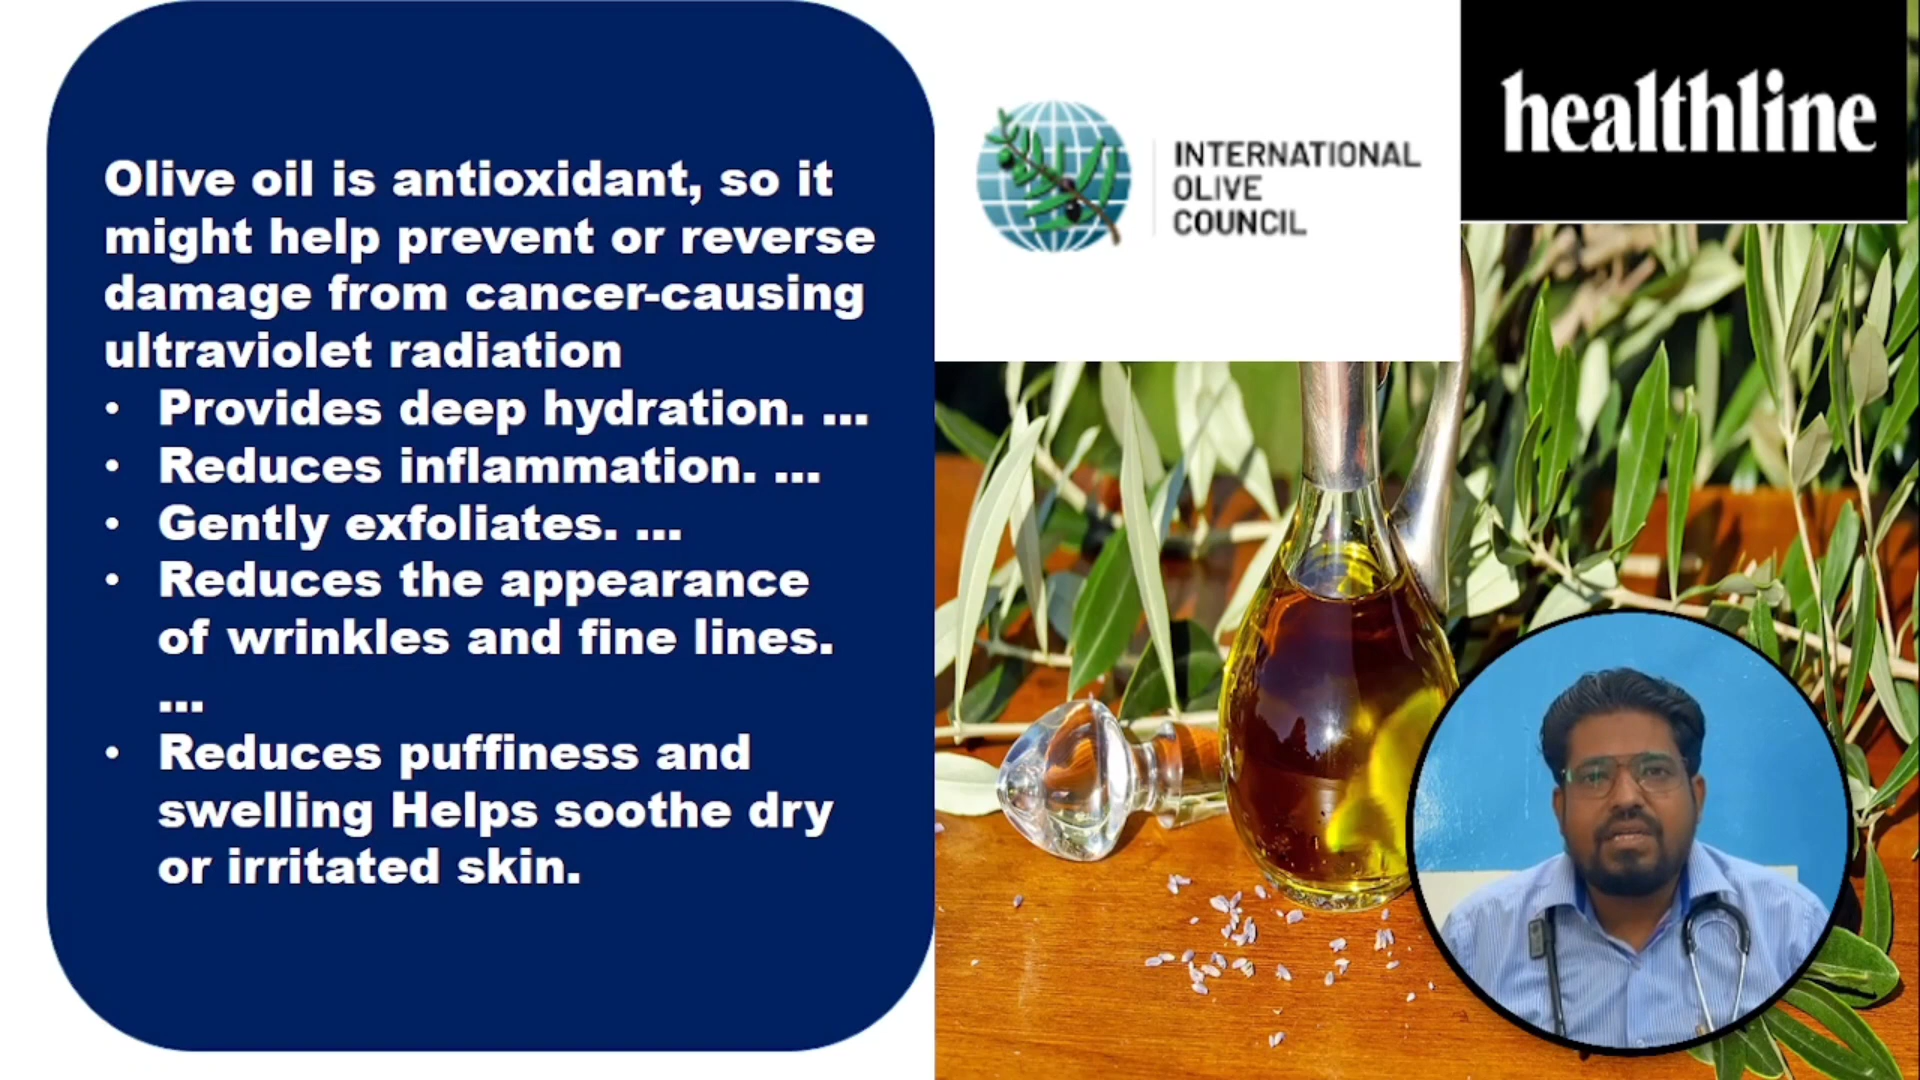 Olive oil is antioxidant, so it
might help prevent or reverse
damage from cancer-causing
ultraviolet radiation
• Provides deep hydration. ...
• Reduces inflammation. ...
• Gently exfoliates. ...
• Reduces the appearance
of wrinkles and fine lines.
...
• Reduces puffiness and
swelling Helps soothe dry
or irritated skin.
INTERNATIONAL
OLIVE
COUNCIL
healthline